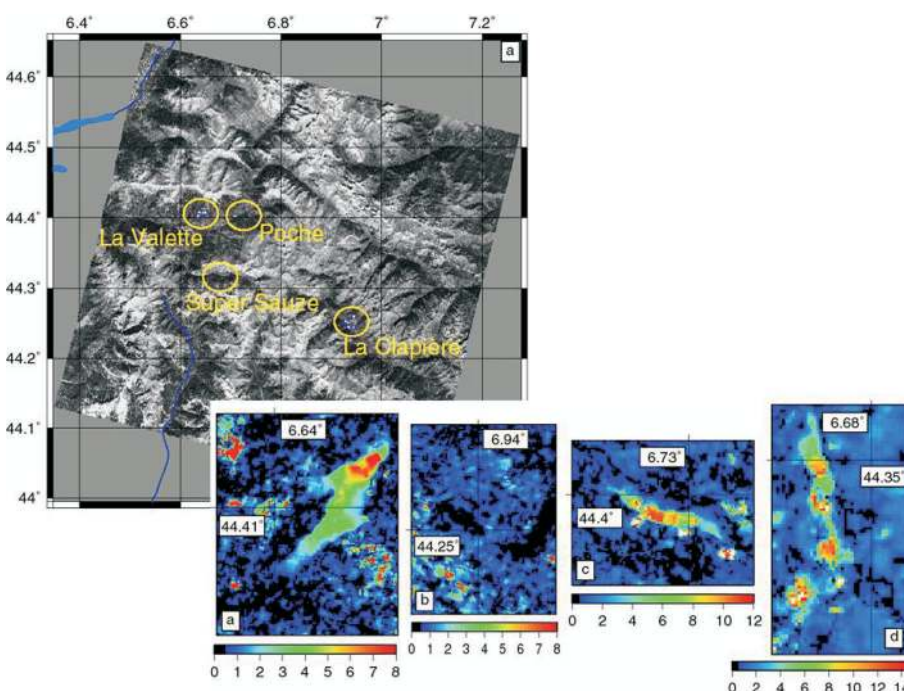 6.4˚ 6.6˚ 6.8˚ 7˚ 7.2˚
a
44.6˚
44.5˚
44.4˚
44.3˚
44.2˚
44.1˚
44˚
La Valette
Poche
Super Sauze
La Clapière
6.64˚
44.41˚
a
0 1 2 3 4 5 6 7 8
6.94˚
44.25˚
b
0 1 2 3 4 5 6 7 8
6.73˚
44.4˚
c
0 2 4 6 8 10 12
6.68˚
44.35˚
d
0 2 4 6 8 10 12 14